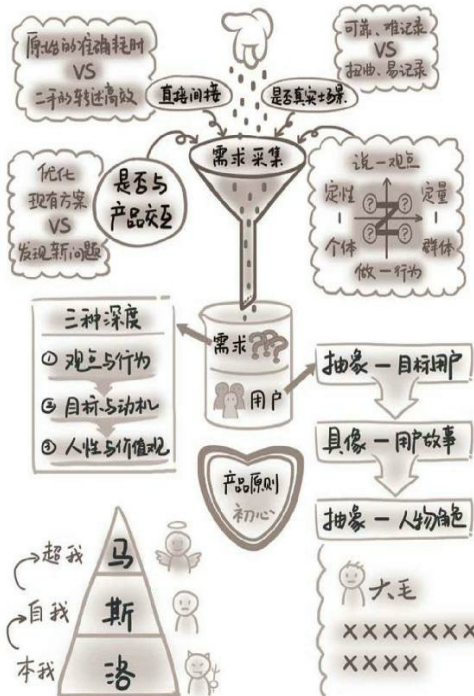 原始的准确耗时
VS
二手的转述高效
可靠、难记录
VS
扭曲、易记录
直接间接
是否真实场景
需求采集
优化
现有方案
VS
发现新问题
是否与
产品交互
说—观点
定性
定量
?
?
Z
?
?
个体
群体
做—行为
三种深度
① 观点与行为
② 目标与动机
③ 人性与价值观
需求???
用户
抽象—目标用户
具像—用户故事
抽象—人物角色
产品原则
初心
超我
马
自我
斯
本我
洛
大毛
XXXXXXX
XXXX